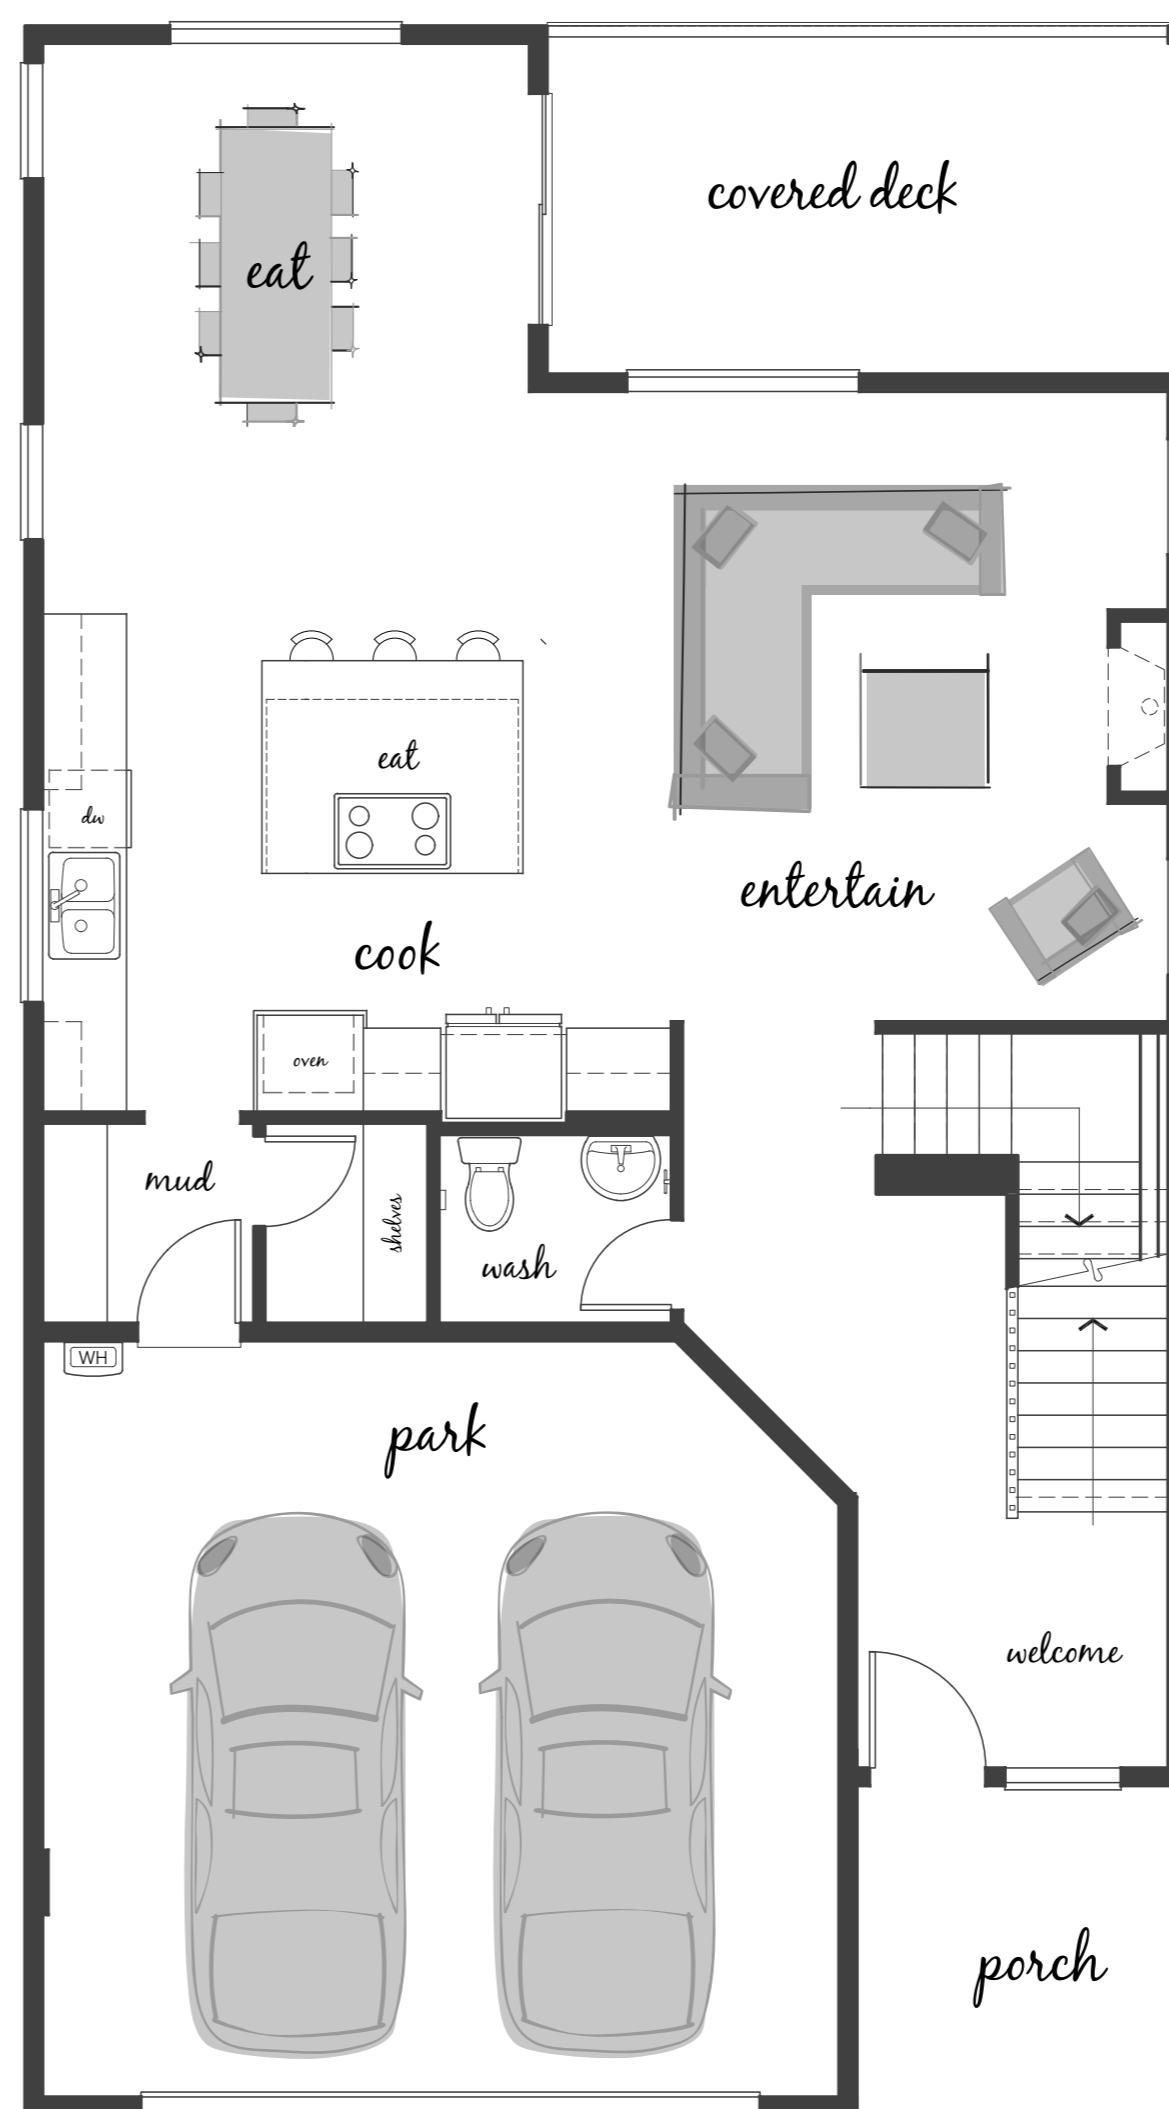 covered deck
eat
eat
dw
entertain
cook
oven
mud
shelves
wash
WH
park
welcome
porch